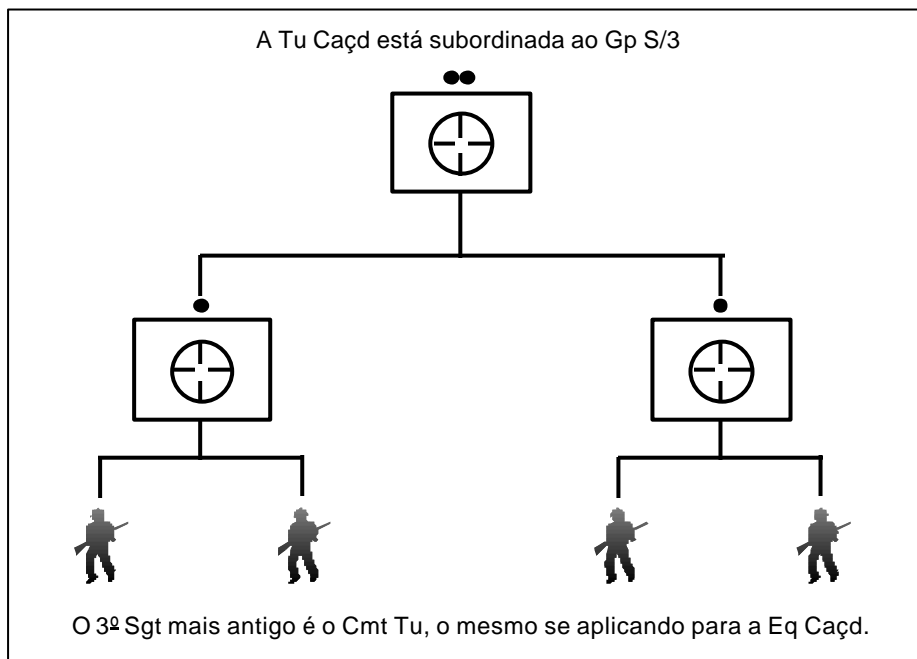 A Tu Caçd está subordinada ao Gp S/3
O 3º Sgt mais antigo é o Cmt Tu, o mesmo se aplicando para a Eq Caçd.